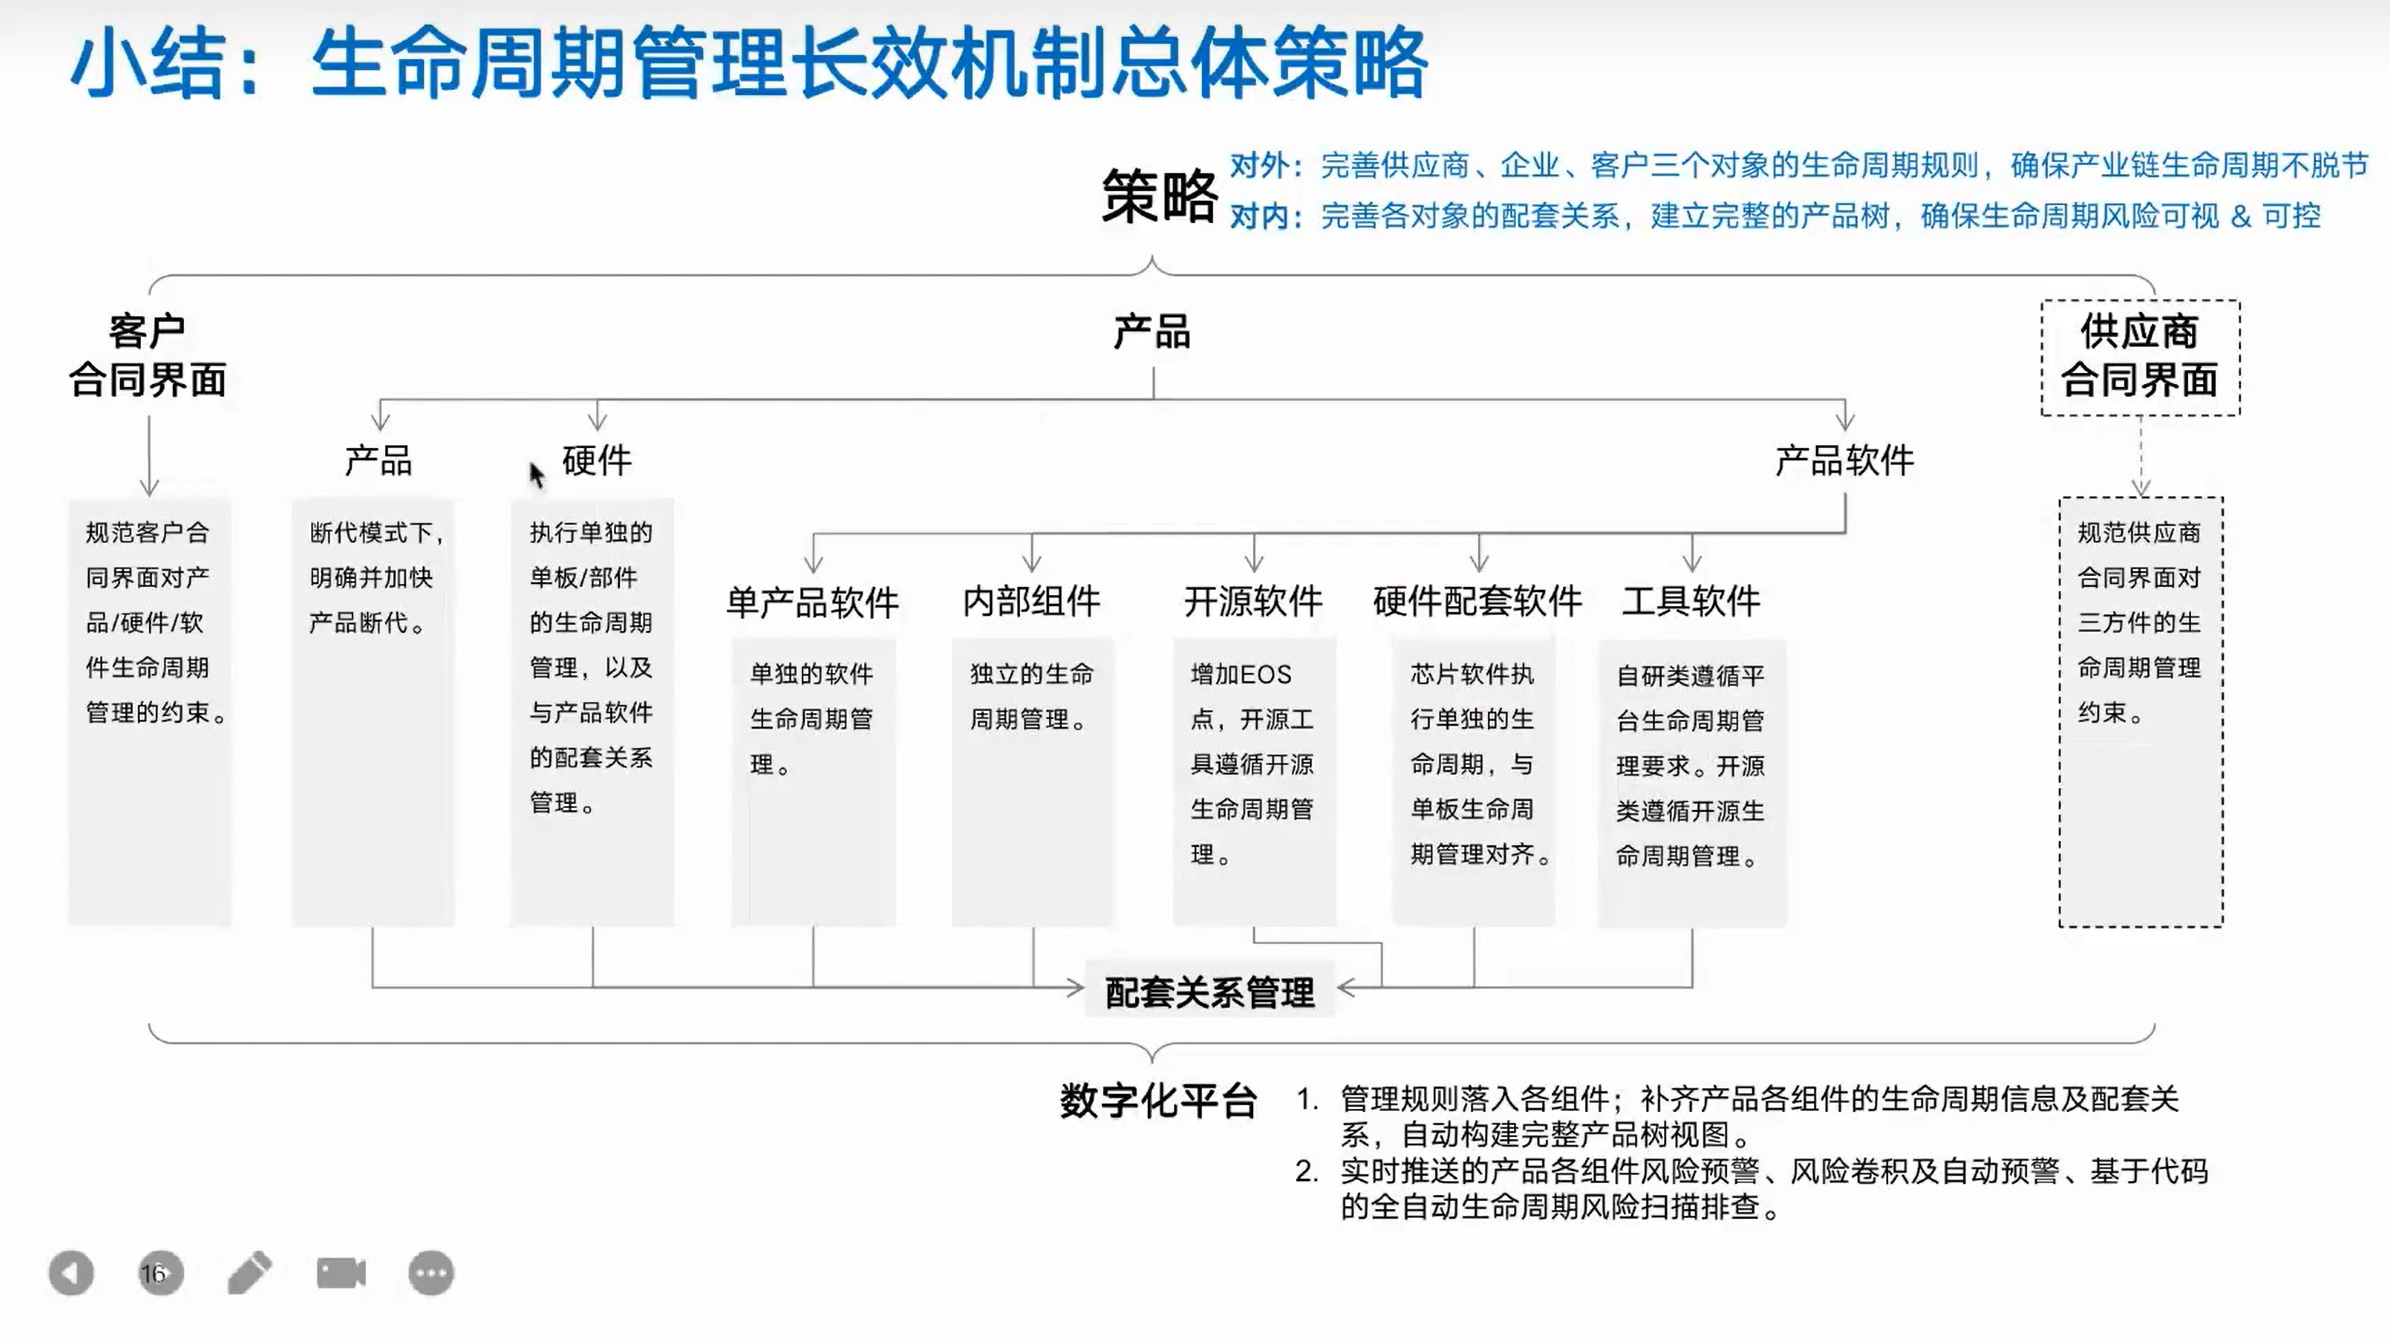 小结：生命周期管理长效机制总体策略
策略
对外：完善供应商、企业、客户三个对象的生命周期规则，确保产业链生命周期不脱节
对内：完善各对象的配套关系，建立完整的产品树，确保生命周期风险可视 & 可控
客户
合同界面
产品
供应商
合同界面
产品
硬件
产品软件
规范客户合
同界面对产
品/硬件/软
件生命周期
管理的约束。
断代模式下，
明确并加快
产品断代。
执行单独的
单板/部件
的生命周期
管理，以及
与产品软件
的配套关系
管理。
单产品软件
内部组件
开源软件
硬件配套软件
工具软件
单独的软件
生命周期管
理。
独立的生命
周期管理。
增加EOS
点，开源工
具遵循开源
生命周期管
理。
芯片软件执
行单独的生
命周期，与
单板生命周
期管理对齐。
自研类遵循平
台生命周期管
理要求。开源
类遵循开源生
命周期管理。
规范供应商
合同界面对
三方件的生
命周期管理
约束。
配套关系管理
数字化平台
1. 管理规则落入各组件；补齐产品各组件的生命周期信息及配套关
系，自动构建完整产品树视图。
2. 实时推送的产品各组件风险预警、风险卷积及自动预警、基于代码
的全自动生命周期风险扫描排查。
16